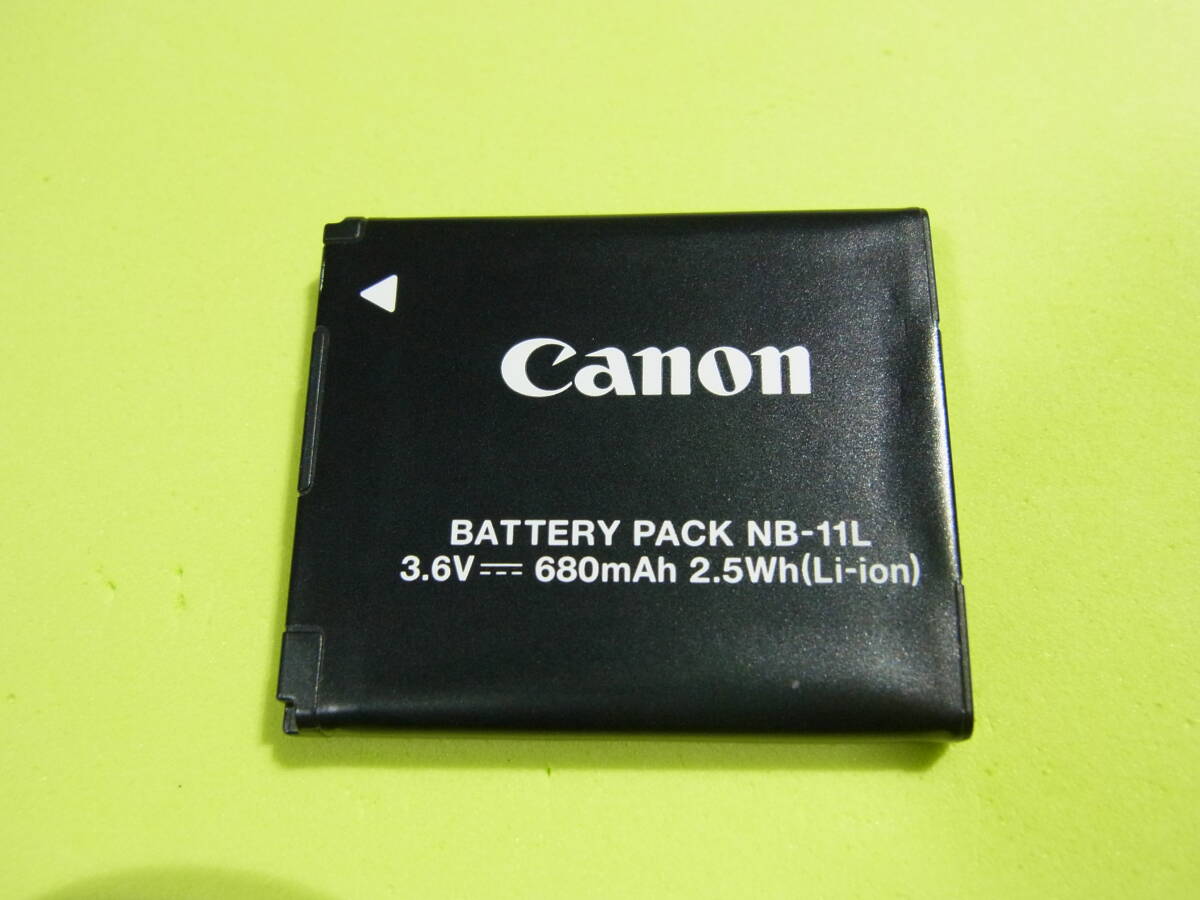 Canon
BATTERY PACK NB-11L
3.6V⎓ 680mAh 2.5Wh(Li-ion)